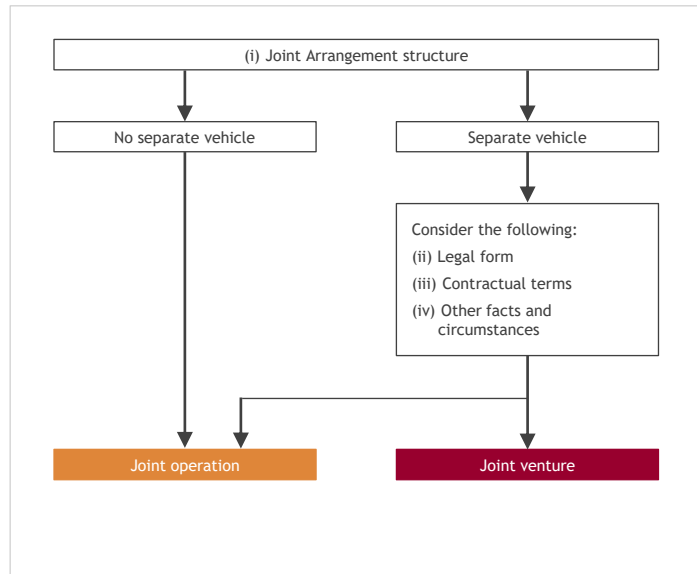 (i) Joint Arrangement structure
No separate vehicle
Separate vehicle
Consider the following:
(ii) Legal form
(iii) Contractual terms
(iv) Other facts and
circumstances
Joint operation
Joint venture